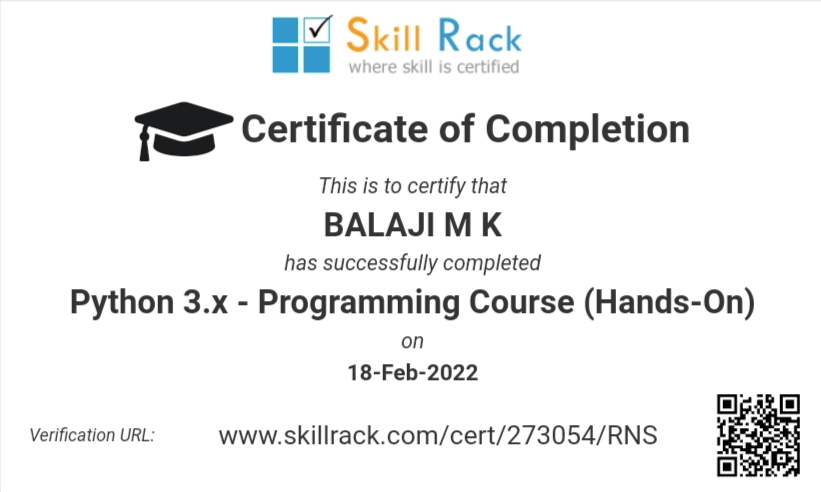 Skill Rack
where skill is certified
Certificate of Completion
This is to certify that
BALAJI M K
has successfully completed
Python 3.x - Programming Course (Hands-On)
on
18-Feb-2022
Verification URL: www.skillrack.com/cert/273054/RNS